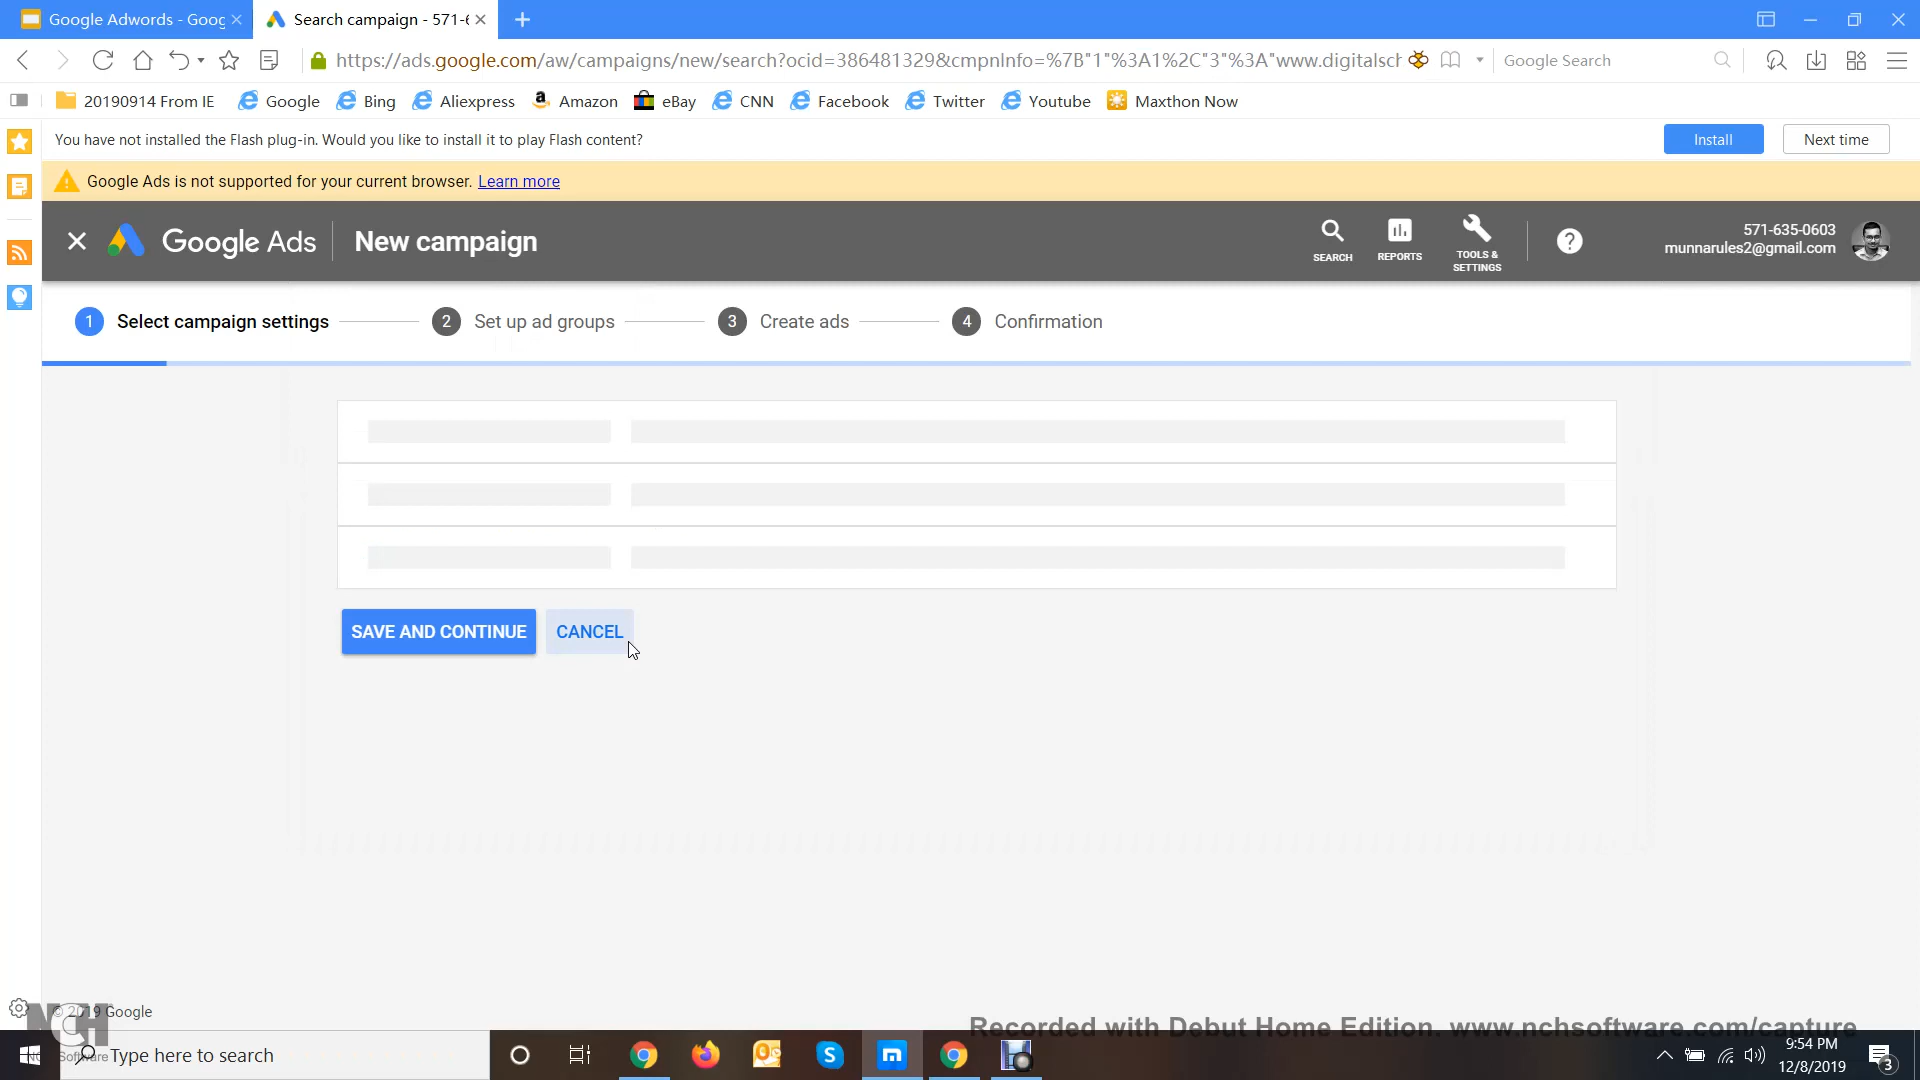 Google Adwords - Goog
Search campaign - 571-6
https://ads.google.com/aw/campaigns/new/search?ocid=386481329&cmpnInfo=%7B"1"%3A1%2C"3"%3A"www.digitalsch
Google Search
20190914 From IE
Google
Bing
Aliexpress
Amazon
eBay
CNN
Facebook
Twitter
Youtube
Maxthon Now
You have not installed the Flash plug-in. Would you like to install it to play Flash content?
Install
Next time
Google Ads is not supported for your current browser. Learn more
Google Ads
New campaign
SEARCH
REPORTS
TOOLS &
SETTINGS
571-635-0603
munnarules2@gmail.com
1 Select campaign settings
2 Set up ad groups
3 Create ads
4 Confirmation
SAVE AND CONTINUE
CANCEL
© 2019 Google
NCH
Software
Recorded with Debut Home Edition. www.nchsoftware.com/capture
Type here to search
9:54 PM
12/8/2019
3